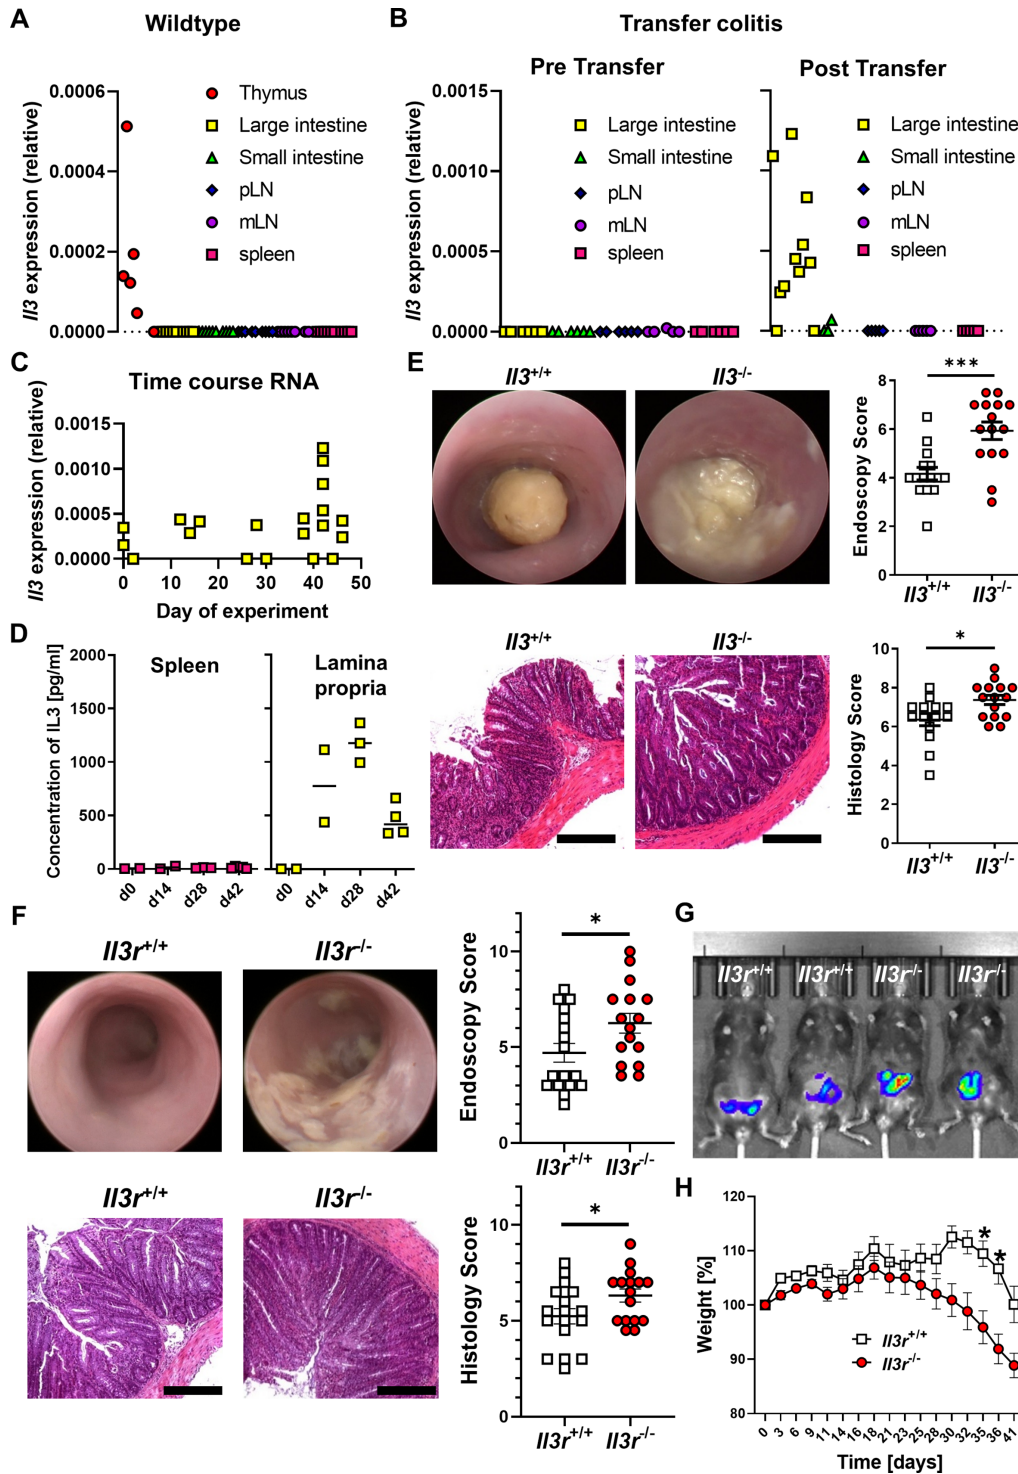 A
Wildtype
Il3 expression (relative)
0.0006
0.0004
0.0002
0.0000
Thymus
Large intestine
Small intestine
pLN
mLN
spleen
B
Transfer colitis
Pre Transfer
Post Transfer
Il3 expression (relative)
0.0015
0.0010
0.0005
0.0000
Large intestine
Small intestine
pLN
mLN
spleen
Large intestine
Small intestine
pLN
mLN
spleen
C
Time course RNA
Il3 expression (relative)
0.0015
0.0010
0.0005
0.0000
0 10 20 30 40 50
Day of experiment
D
Spleen
Lamina
propria
Concentration of IL3 [pg/ml]
2000
1500
1000
500
0
d0 d14 d28 d42
d0 d14 d28 d42
E
Il3+/+
Il3-/-
Endoscopy Score
8
6
4
2
0
***
Il3+/+ Il3-/-
Il3+/+
Il3-/-
Histology Score
10
8
6
4
2
0
*
Il3+/+ Il3-/-
F
Il3r+/+
Il3r-/-
Endoscopy Score
10
5
0
*
Il3r+/+ Il3r-/-
Il3r+/+
Il3r-/-
Histology Score
10
5
0
*
Il3r+/+ Il3r-/-
G
Il3r+/+ Il3r+/+ Il3r-/- Il3r-/-
H
Weight [%]
120
110
100
90
80
* *
Il3r+/+
Il3r-/-
0 3 6 9 11 14 16 18 21 23 25 28 30 32 35 36 41
Time [days]